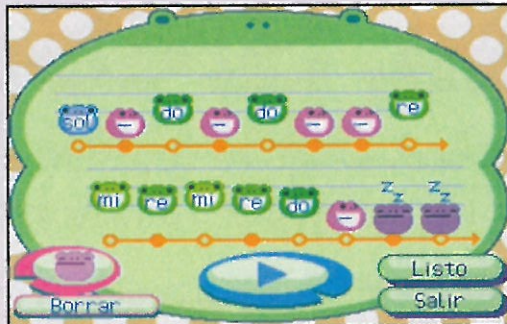 sol – do – do – – re
mi re mi re do – z z z z
Borrar
Listo
Salir